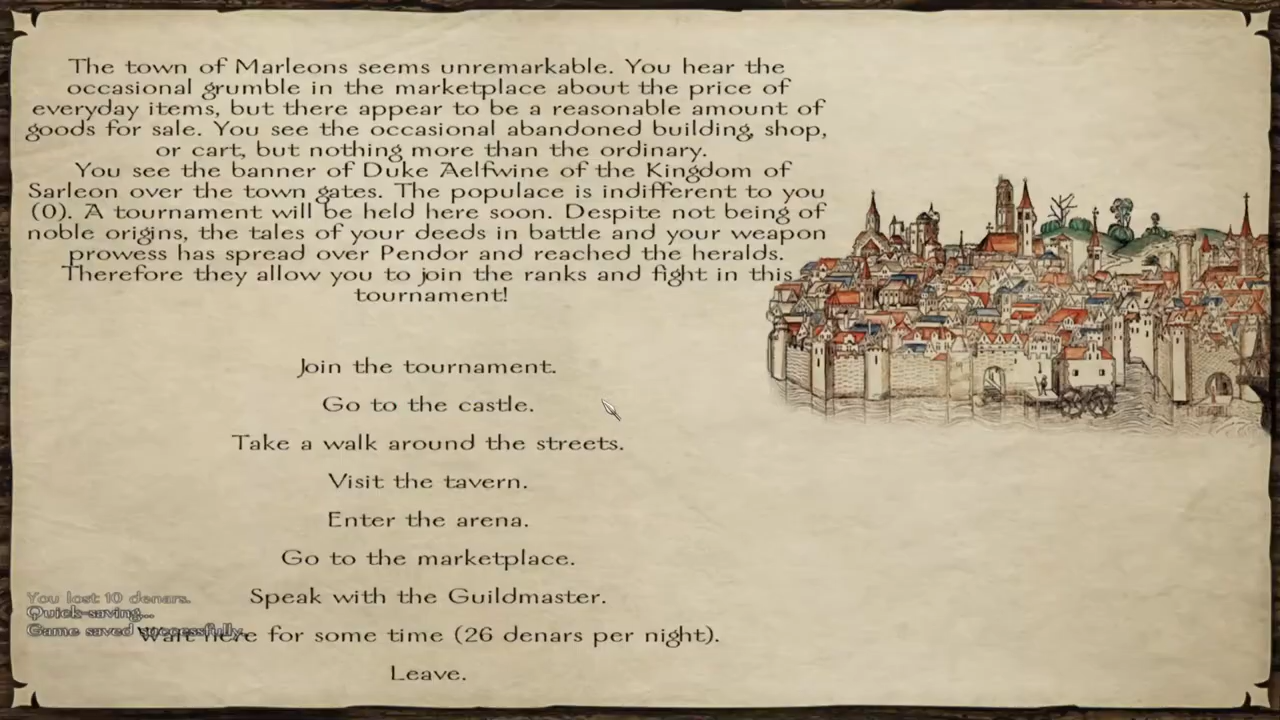 The town of Marleons seems unremarkable. You hear the
occasional grumble in the marketplace about the price of
everyday items, but there appear to be a reasonable amount of
goods for sale. You see the occasional abandoned building, shop,
or cart, but nothing more than the ordinary.
You see the banner of Duke Aelfwine of the Kingdom of
Sarleon over the town gates. The populace is indifferent to you
(0). A tournament will be held here soon. Despite not being of
noble origins, the tales of your deeds in battle and your weapon
prowess has spread over Pendor and reached the heralds.
Therefore they allow you to join the ranks and fight in this
tournament!
Join the tournament.
Go to the castle.
Take a walk around the streets.
Visit the tavern.
Enter the arena.
Go to the marketplace.
Speak with the Guildmaster.
You lost 10 denars.
Quick-saving...
Game saved successfully.
Wait here for some time (26 denars per night).
Leave.